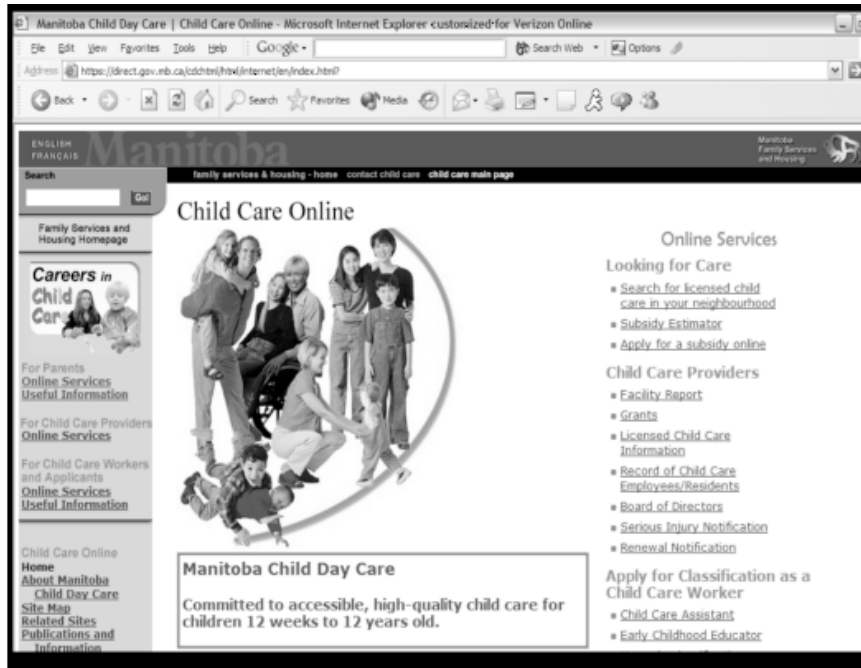 Manitoba Child Day Care | Child Care Online - Microsoft Internet Explorer customized for Verizon Online
File Edit View Favorites Tools Help Google Search Web Options
Address https://direct.gov.mb.ca/cdchtml/html/internet/en/index.html?
Back Search Favorites Media
ENGLISH
FRANÇAIS
Manitoba
Manitoba
Family Services
and Housing
Search
family services & housing - home contact child care child care main page
Go!
Family Services and
Housing Homepage
Careers in
Child
Care
For Parents
Online Services
Useful Information
For Child Care Providers
Online Services
For Child Care Workers
and Applicants
Online Services
Useful Information
Child Care Online
Home
About Manitoba
Child Day Care
Site Map
Related Sites
Publications and
Information
Child Care Online
Manitoba Child Day Care
Committed to accessible, high-quality child care for
children 12 weeks to 12 years old.
Online Services
Looking for Care
Search for licensed child
care in your neighbourhood
Subsidy Estimator
Apply for a subsidy online
Child Care Providers
Facility Report
Grants
Licensed Child Care
Information
Record of Child Care
Employees/Residents
Board of Directors
Serious Injury Notification
Renewal Notification
Apply for Classification as a
Child Care Worker
Child Care Assistant
Early Childhood Educator